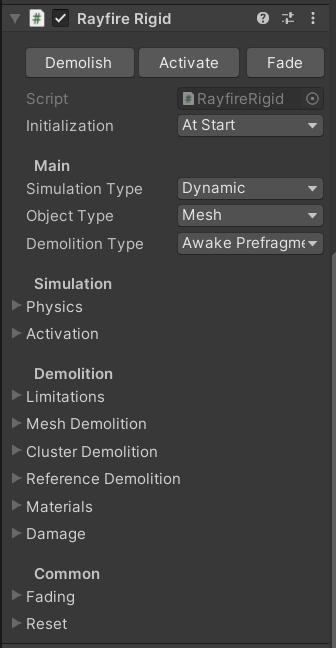 Rayfire Rigid
Demolish Activate Fade
Script RayfireRigid
Initialization At Start
Main
Simulation Type Dynamic
Object Type Mesh
Demolition Type Awake Prefragme
Simulation
Physics
Activation
Demolition
Limitations
Mesh Demolition
Cluster Demolition
Reference Demolition
Materials
Damage
Common
Fading
Reset